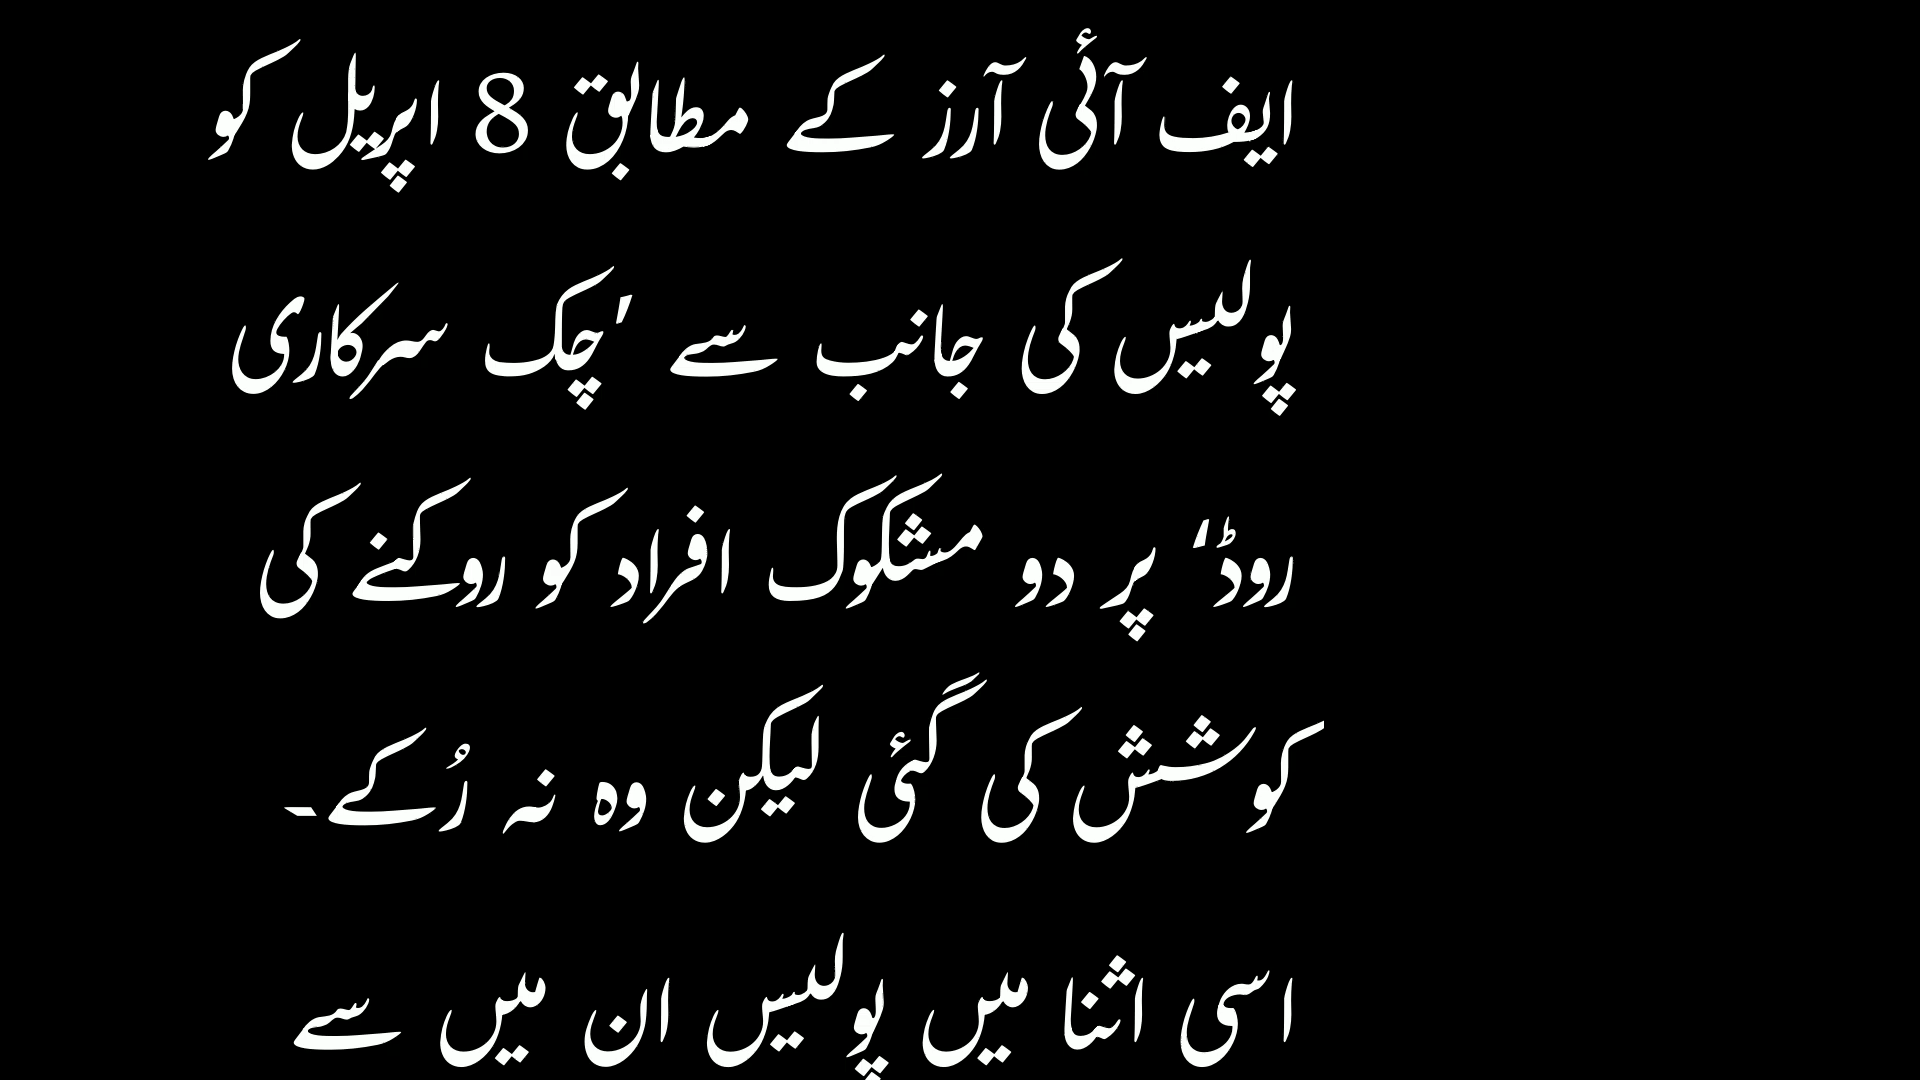 ایف آئی آرز کے مطابق 8 اپریل کو
پولیس کی جانب سے ’چک سرکاری
روڈ‘ پر دو مشکوک افراد کو روکنے کی
کوشش کی گئی لیکن وہ نہ رُکے۔
اسی اثنا میں پولیس ان میں سے